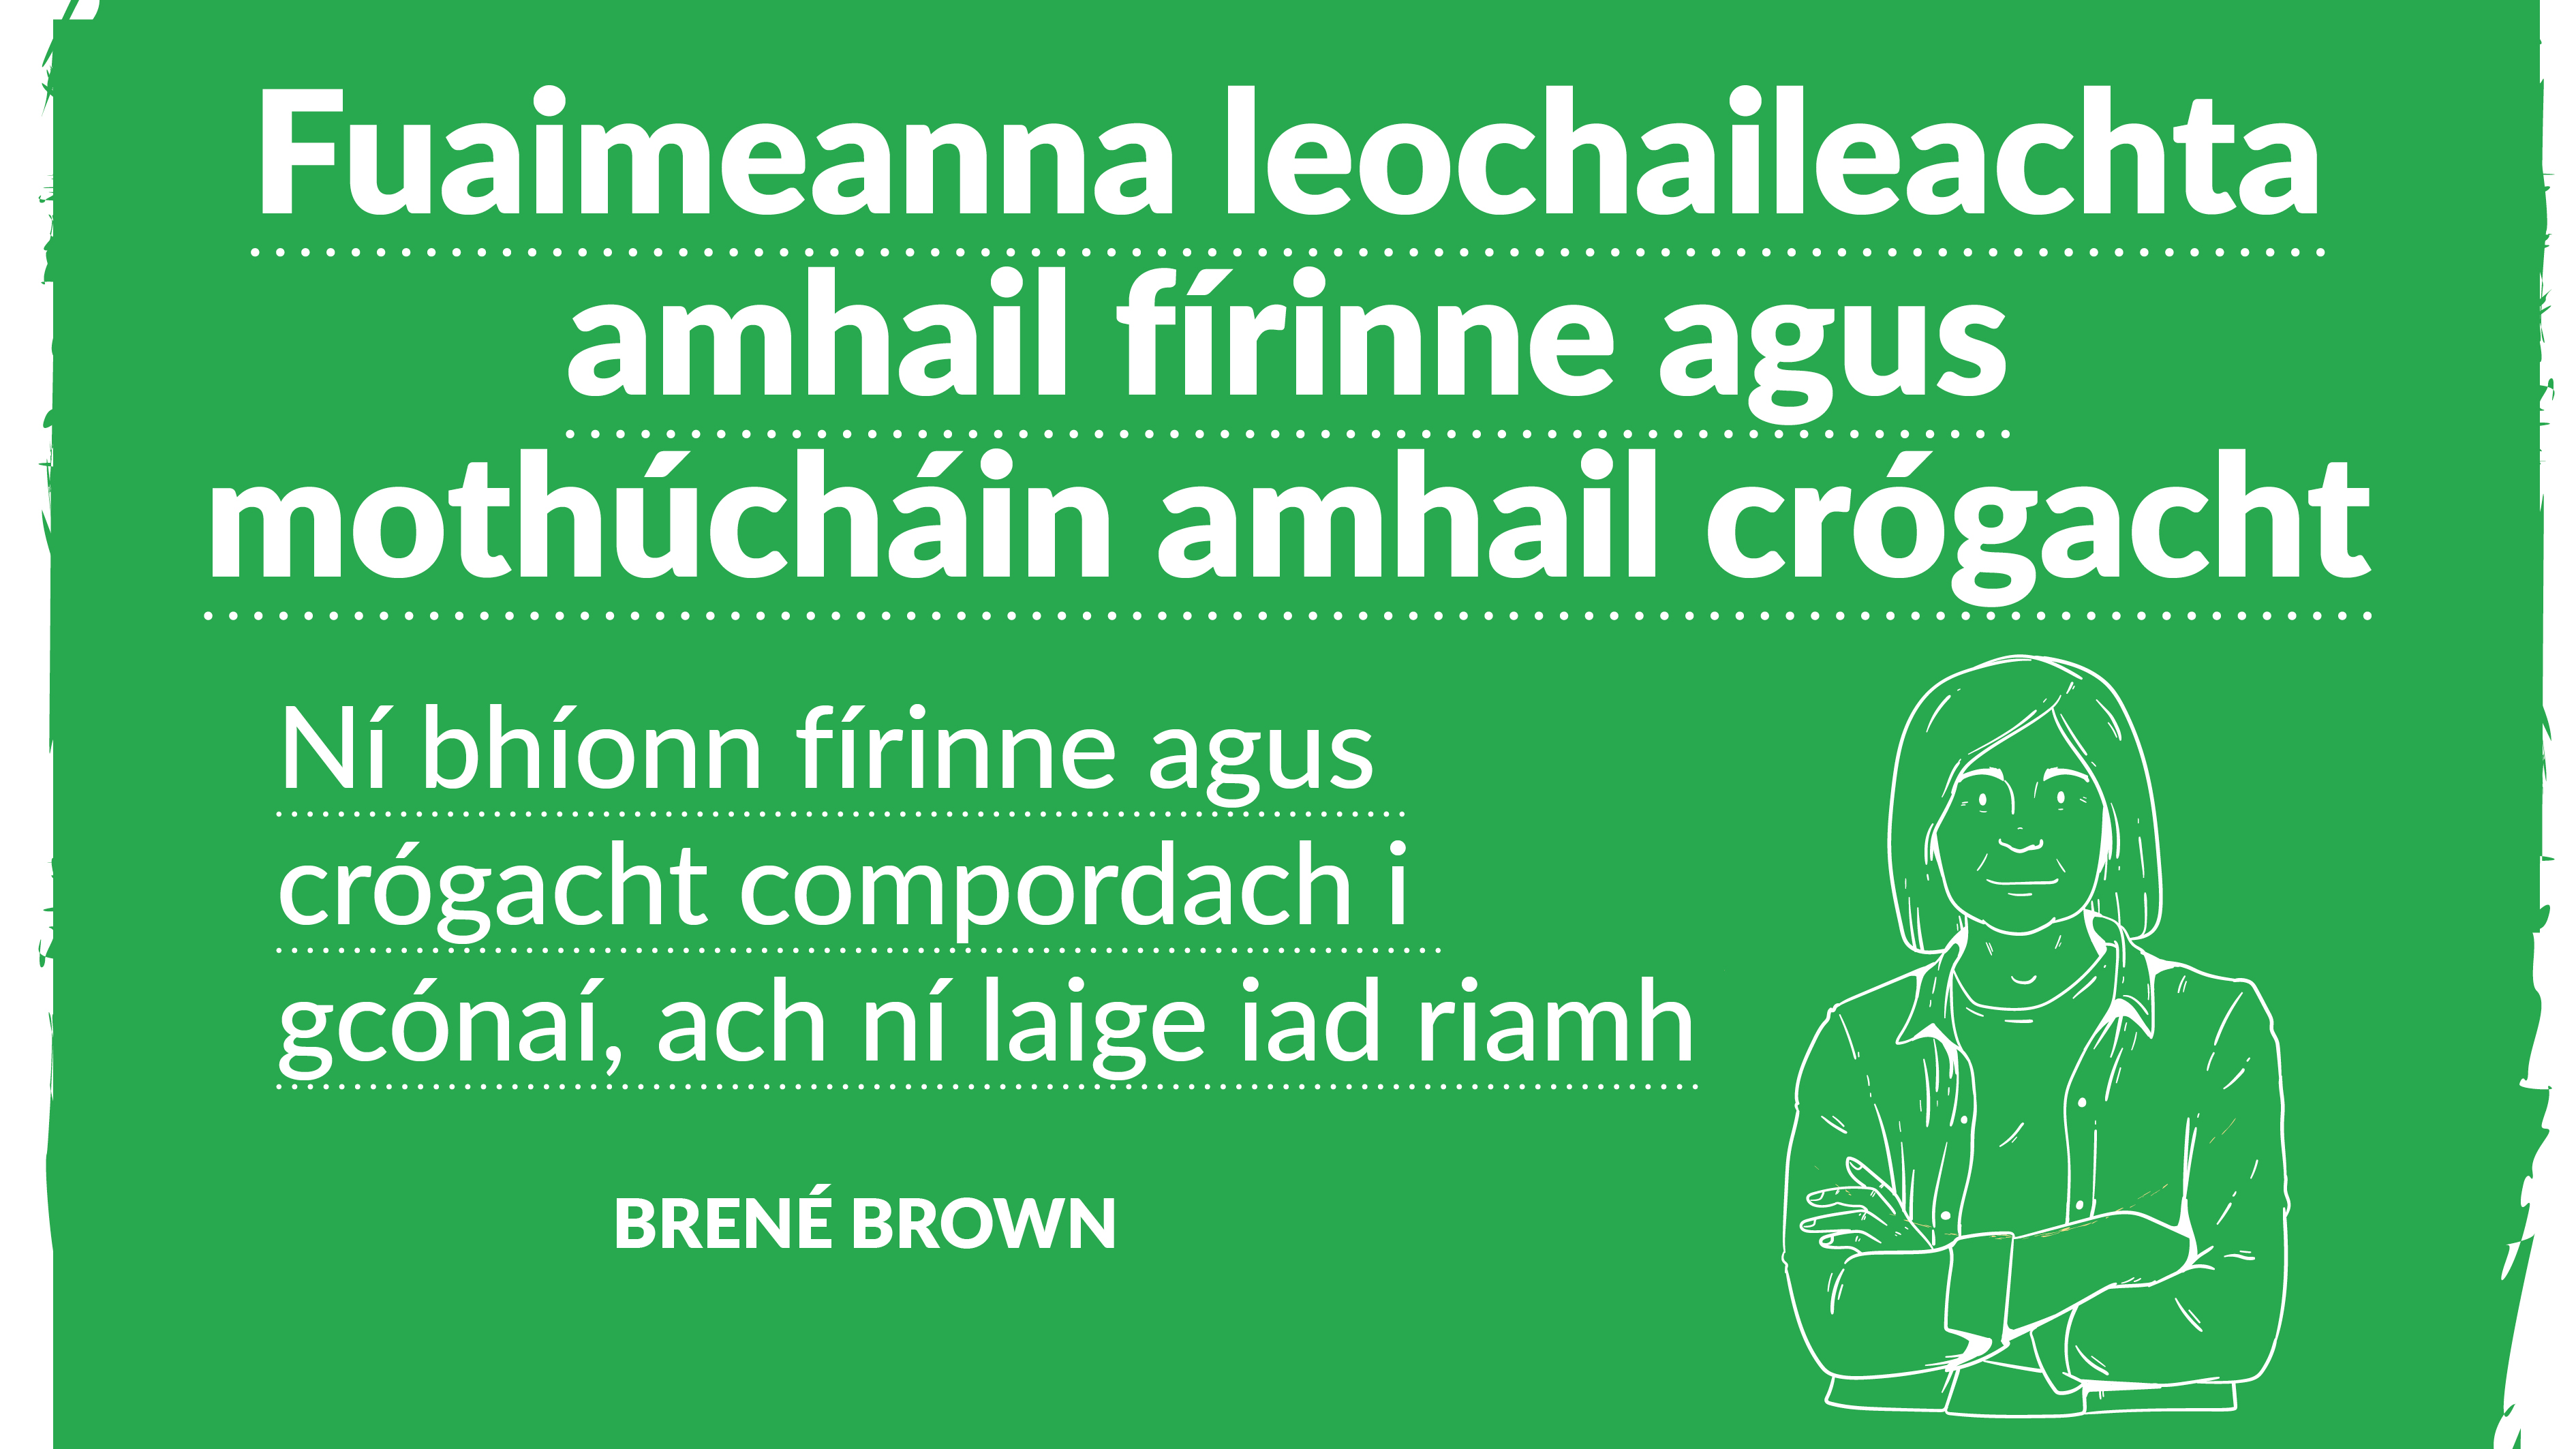 Fuaimeanna leochaileachta
amhail fírinne agus
mothúcháin amhail crógacht
Ní bhíonn fírinne agus
crógacht compordach i
gcónaí, ach ní laige iad riamh
BRENÉ BROWN